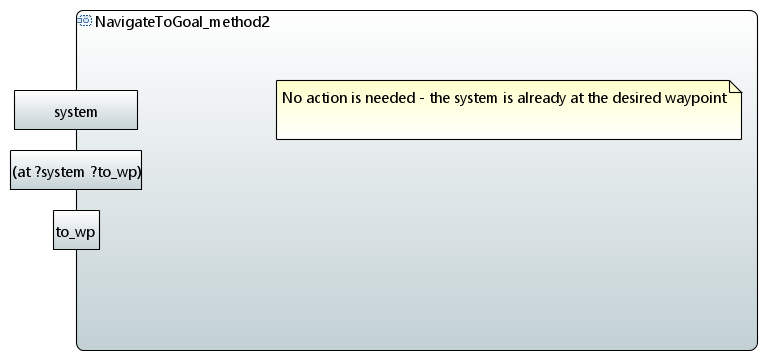 NavigateToGoal_method2
No action is needed - the system is already at the desired waypoint
system
(at ?system ?to_wp)
to_wp